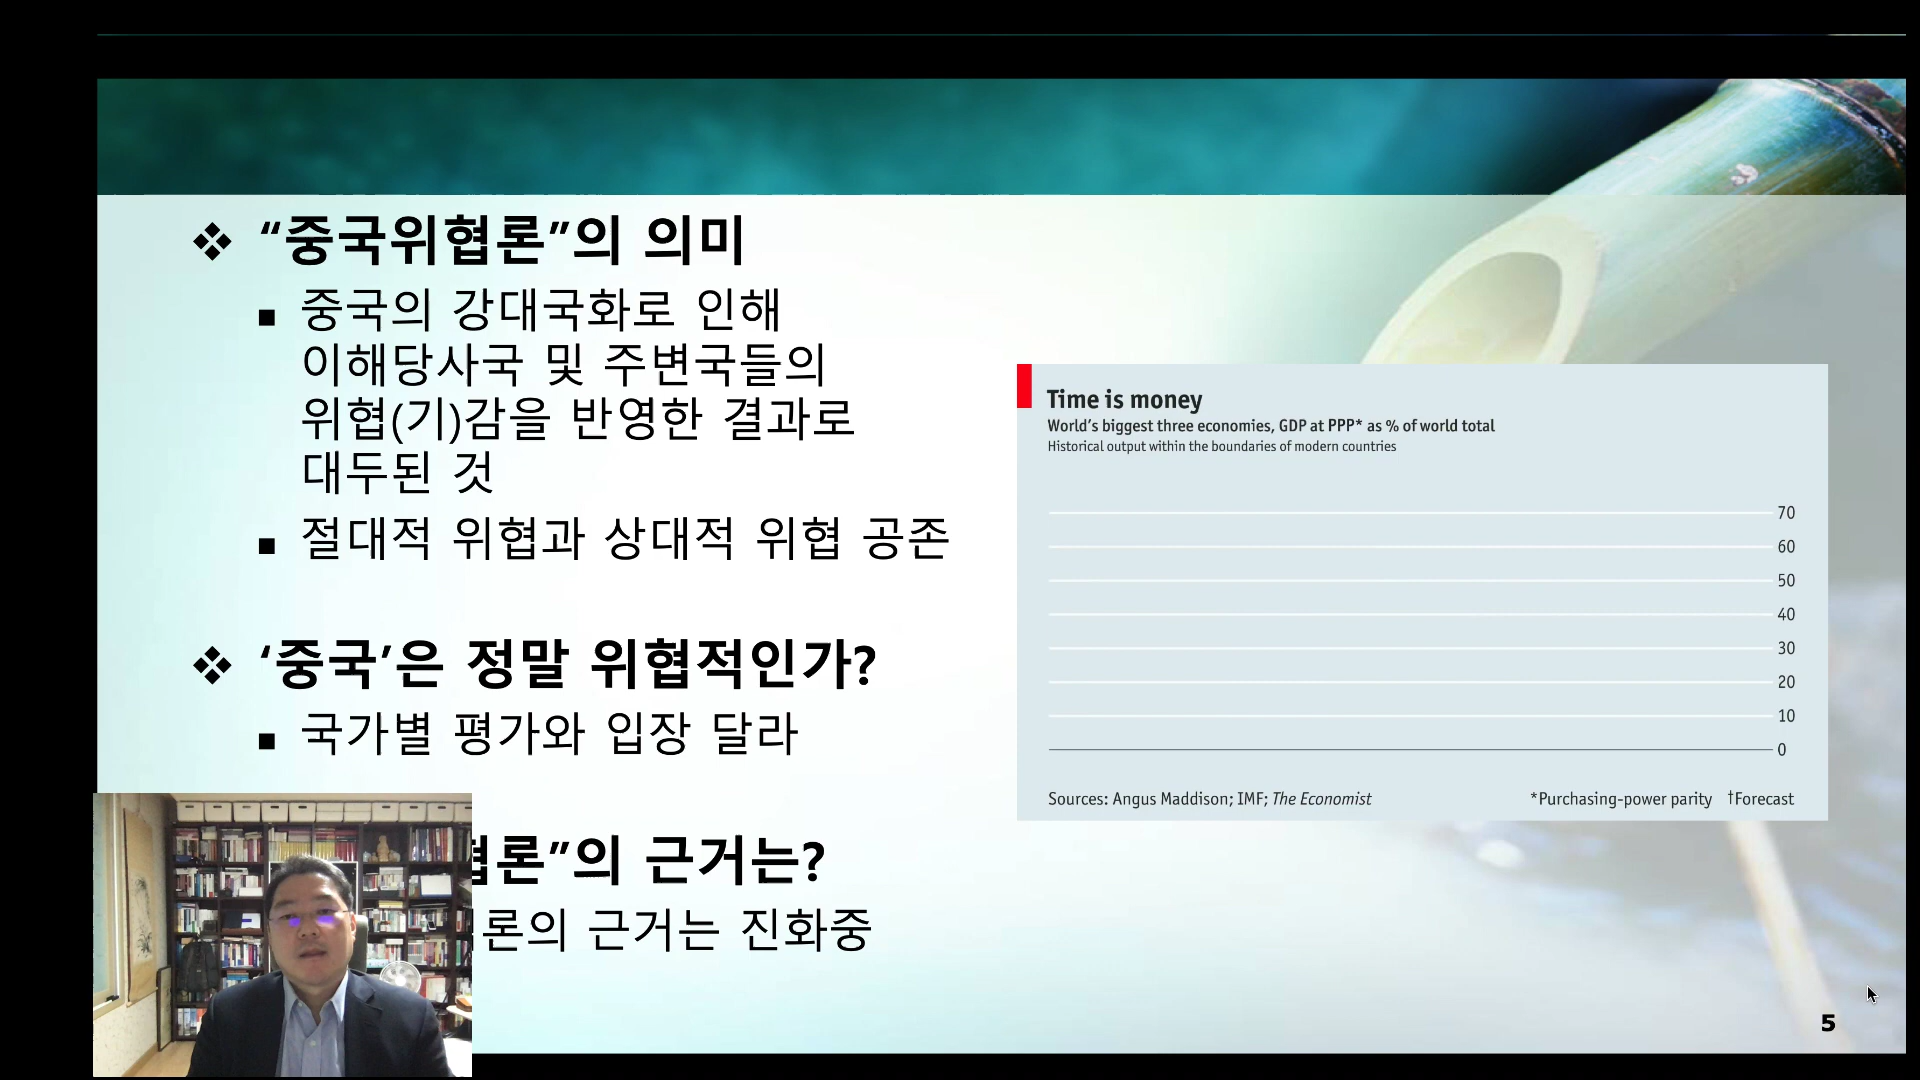 “중국위협론”의 의미
중국의 강대국화로 인해
이해당사국 및 주변국들의
위협(기)감을 반영한 결과로
대두된 것
절대적 위협과 상대적 위협 공존
‘중국’은 정말 위협적인가?
국가별 평가와 입장 달라
협론”의 근거는?
론의 근거는 진화중
Time is money
World's biggest three economies, GDP at PPP* as % of world total
Historical output within the boundaries of modern countries
70
60
50
40
30
20
10
0
Sources: Angus Maddison; IMF; The Economist
*Purchasing-power parity †Forecast
5